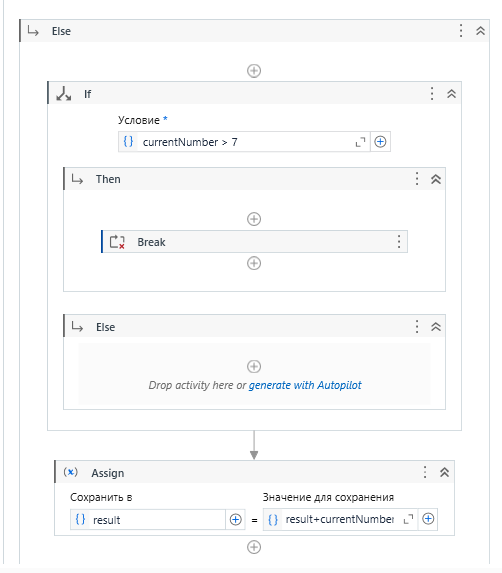 Else
If
Условие *
currentNumber > 7
Then
Break
Else
Drop activity here or generate with Autopilot
Assign
Сохранить в
Значение для сохранения
result = result+currentNumber